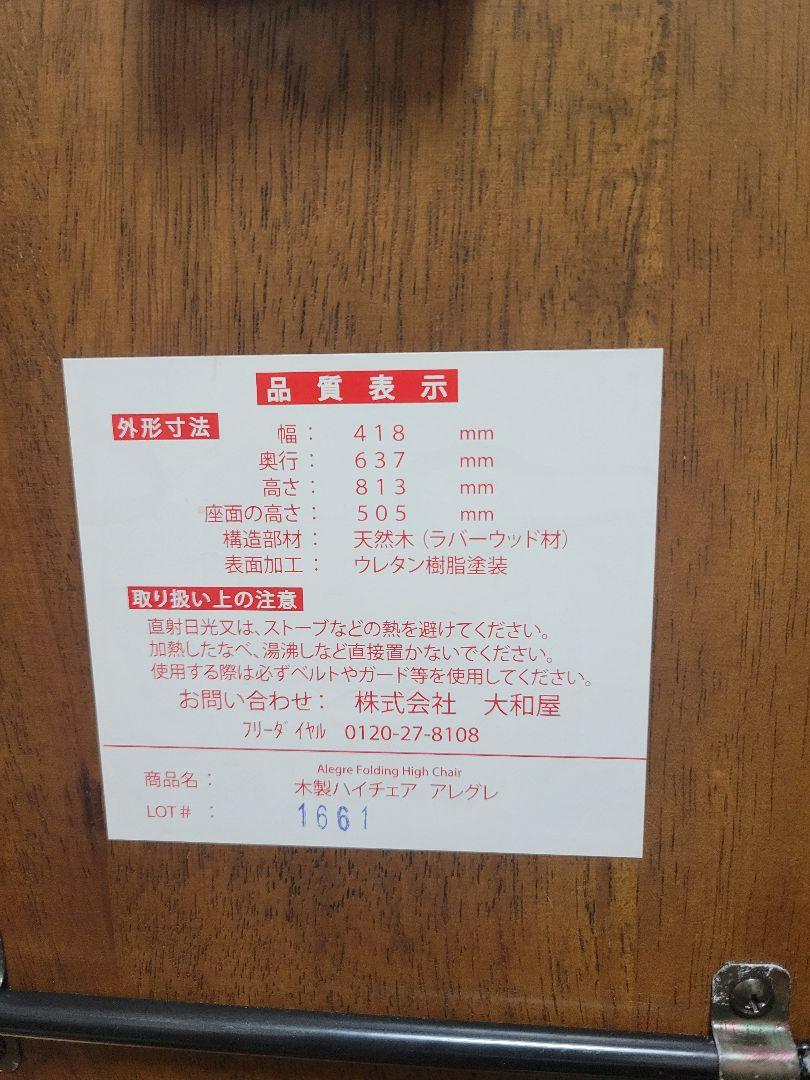 品質表示
外形寸法 幅： 418 mm
奥行： 637 mm
高さ： 813 mm
座面の高さ： 505 mm
構造部材： 天然木（ラバーウッド材）
表面加工： ウレタン樹脂塗装
取り扱い上の注意
直射日光又は、ストーブなどの熱を避けてください。
加熱したなべ、湯沸しなど直接置かないでください。
使用する際は必ずベルトやガード等を使用してください。
お問い合わせ： 株式会社 大和屋
ﾌﾘｰﾀﾞｲﾔﾙ 0120-27-8108
Alegre Folding High Chair
商品名： 木製ハイチェア アレグレ
LOT＃ ： 1661